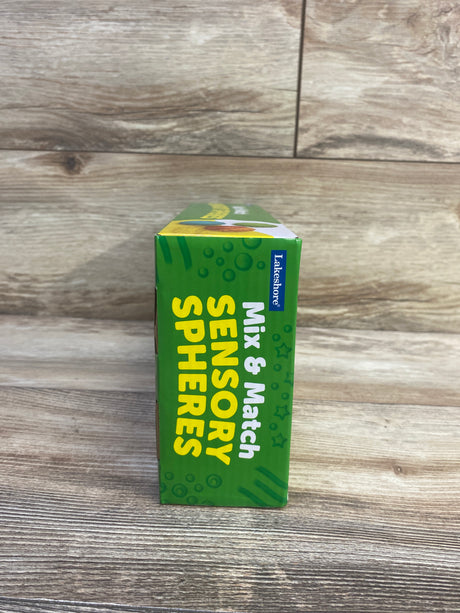 Lakeshore®
Mix & Match
SENSORY
SPHERES